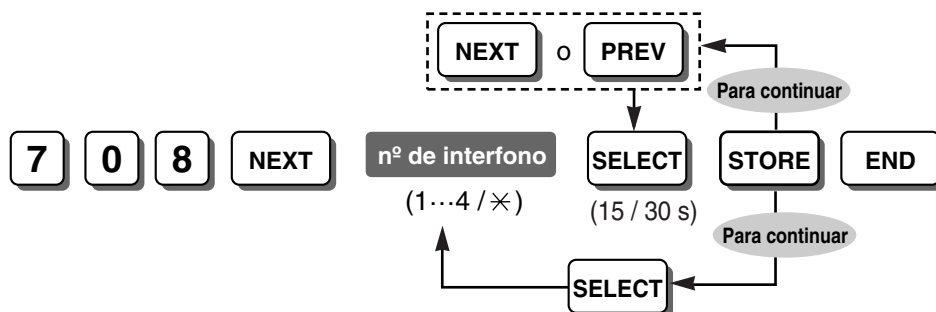 NEXT o PREV
Para continuar
7 0 8 NEXT nº de interfono SELECT STORE END
(1···4 / ✳) (15 / 30 s)
Para continuar
SELECT